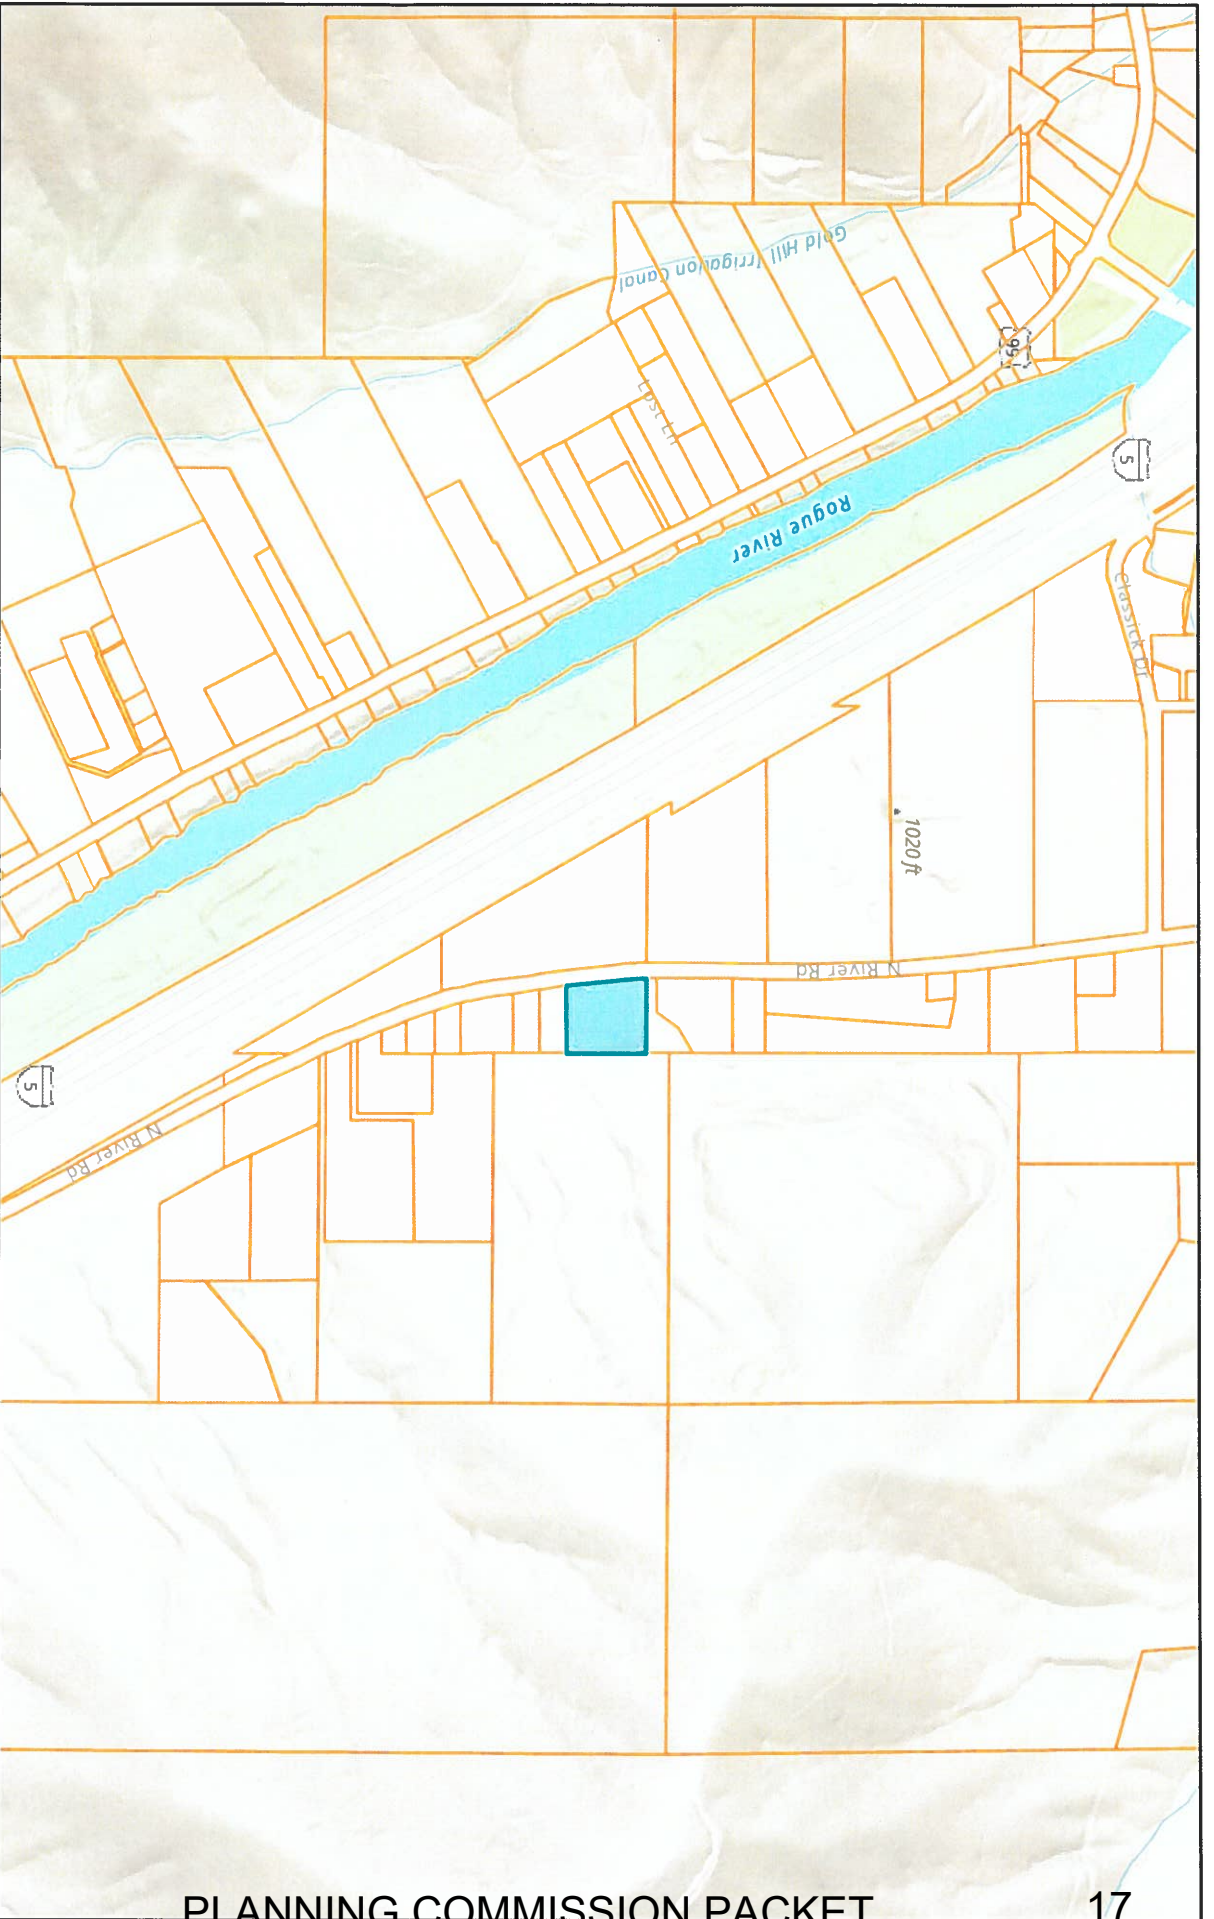 Gold Hill Irrigation Canal
99
Lost Ln
5
Rogue River
Classick Dr
1020 ft
N River Rd
5
N River Rd
PLANNING COMMISSION PACKET
17